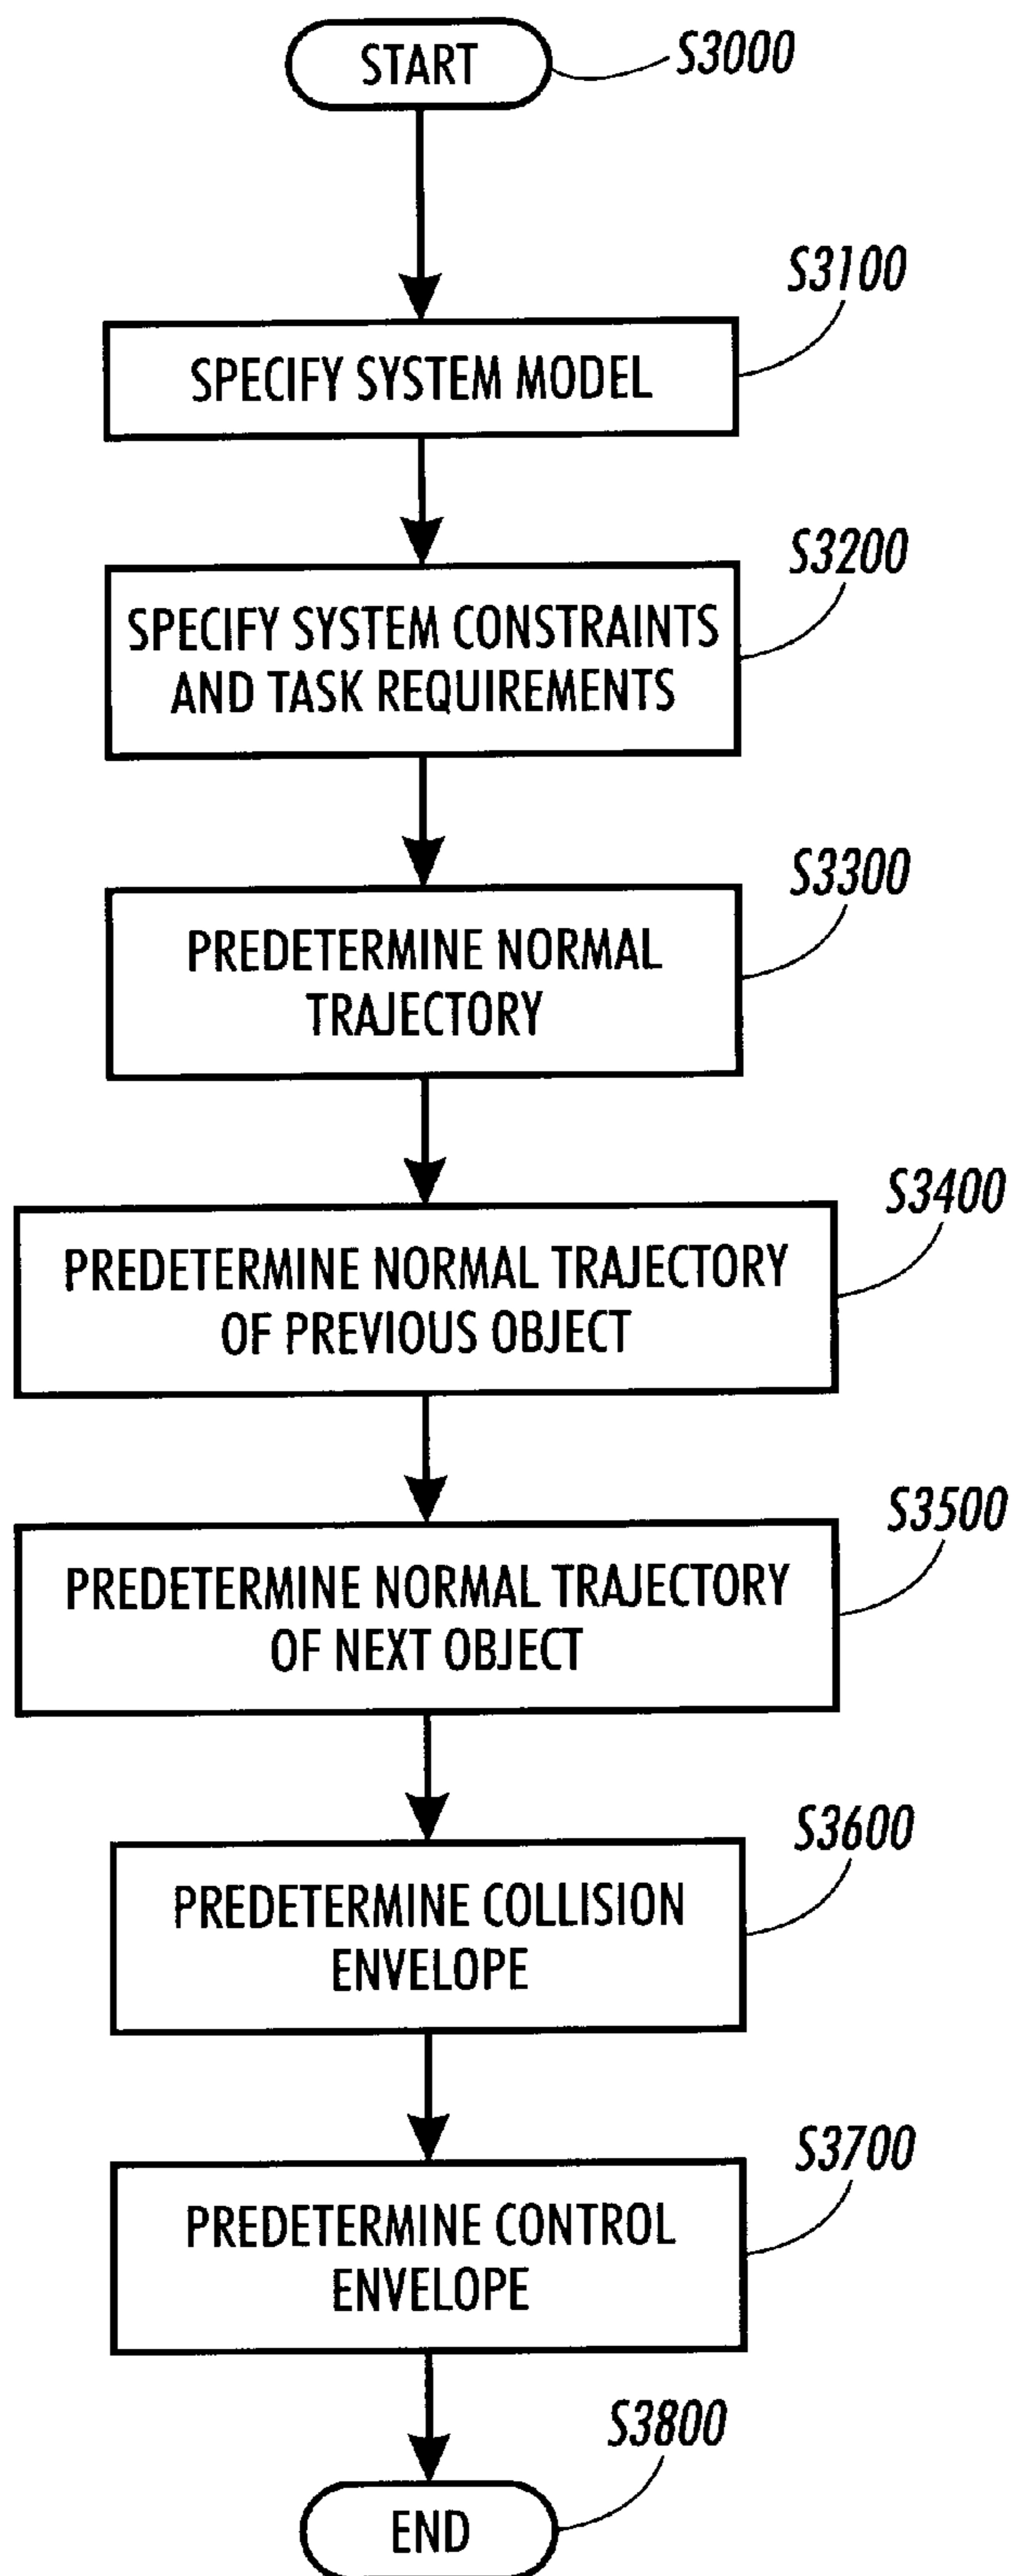 START
S3000
S3100
SPECIFY SYSTEM MODEL
S3200
SPECIFY SYSTEM CONSTRAINTS
AND TASK REQUIREMENTS
S3300
PREDETERMINE NORMAL
TRAJECTORY
S3400
PREDETERMINE NORMAL TRAJECTORY
OF PREVIOUS OBJECT
S3500
PREDETERMINE NORMAL TRAJECTORY
OF NEXT OBJECT
S3600
PREDETERMINE COLLISION
ENVELOPE
S3700
PREDETERMINE CONTROL
ENVELOPE
S3800
END